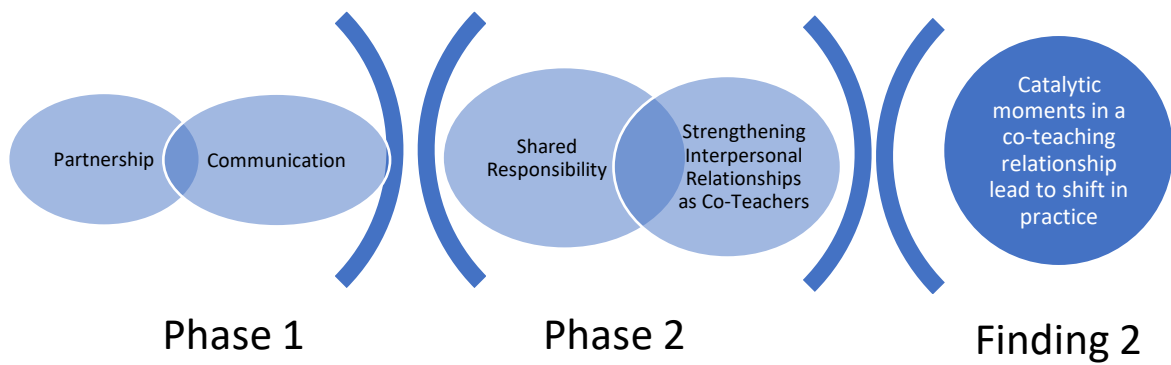 Partnership
Communication
Shared
Responsibility
Strengthening
Interpersonal
Relationships
as Co-Teachers
Catalytic
moments in a
co-teaching
relationship
lead to shift in
practice
Phase 1
Phase 2
Finding 2